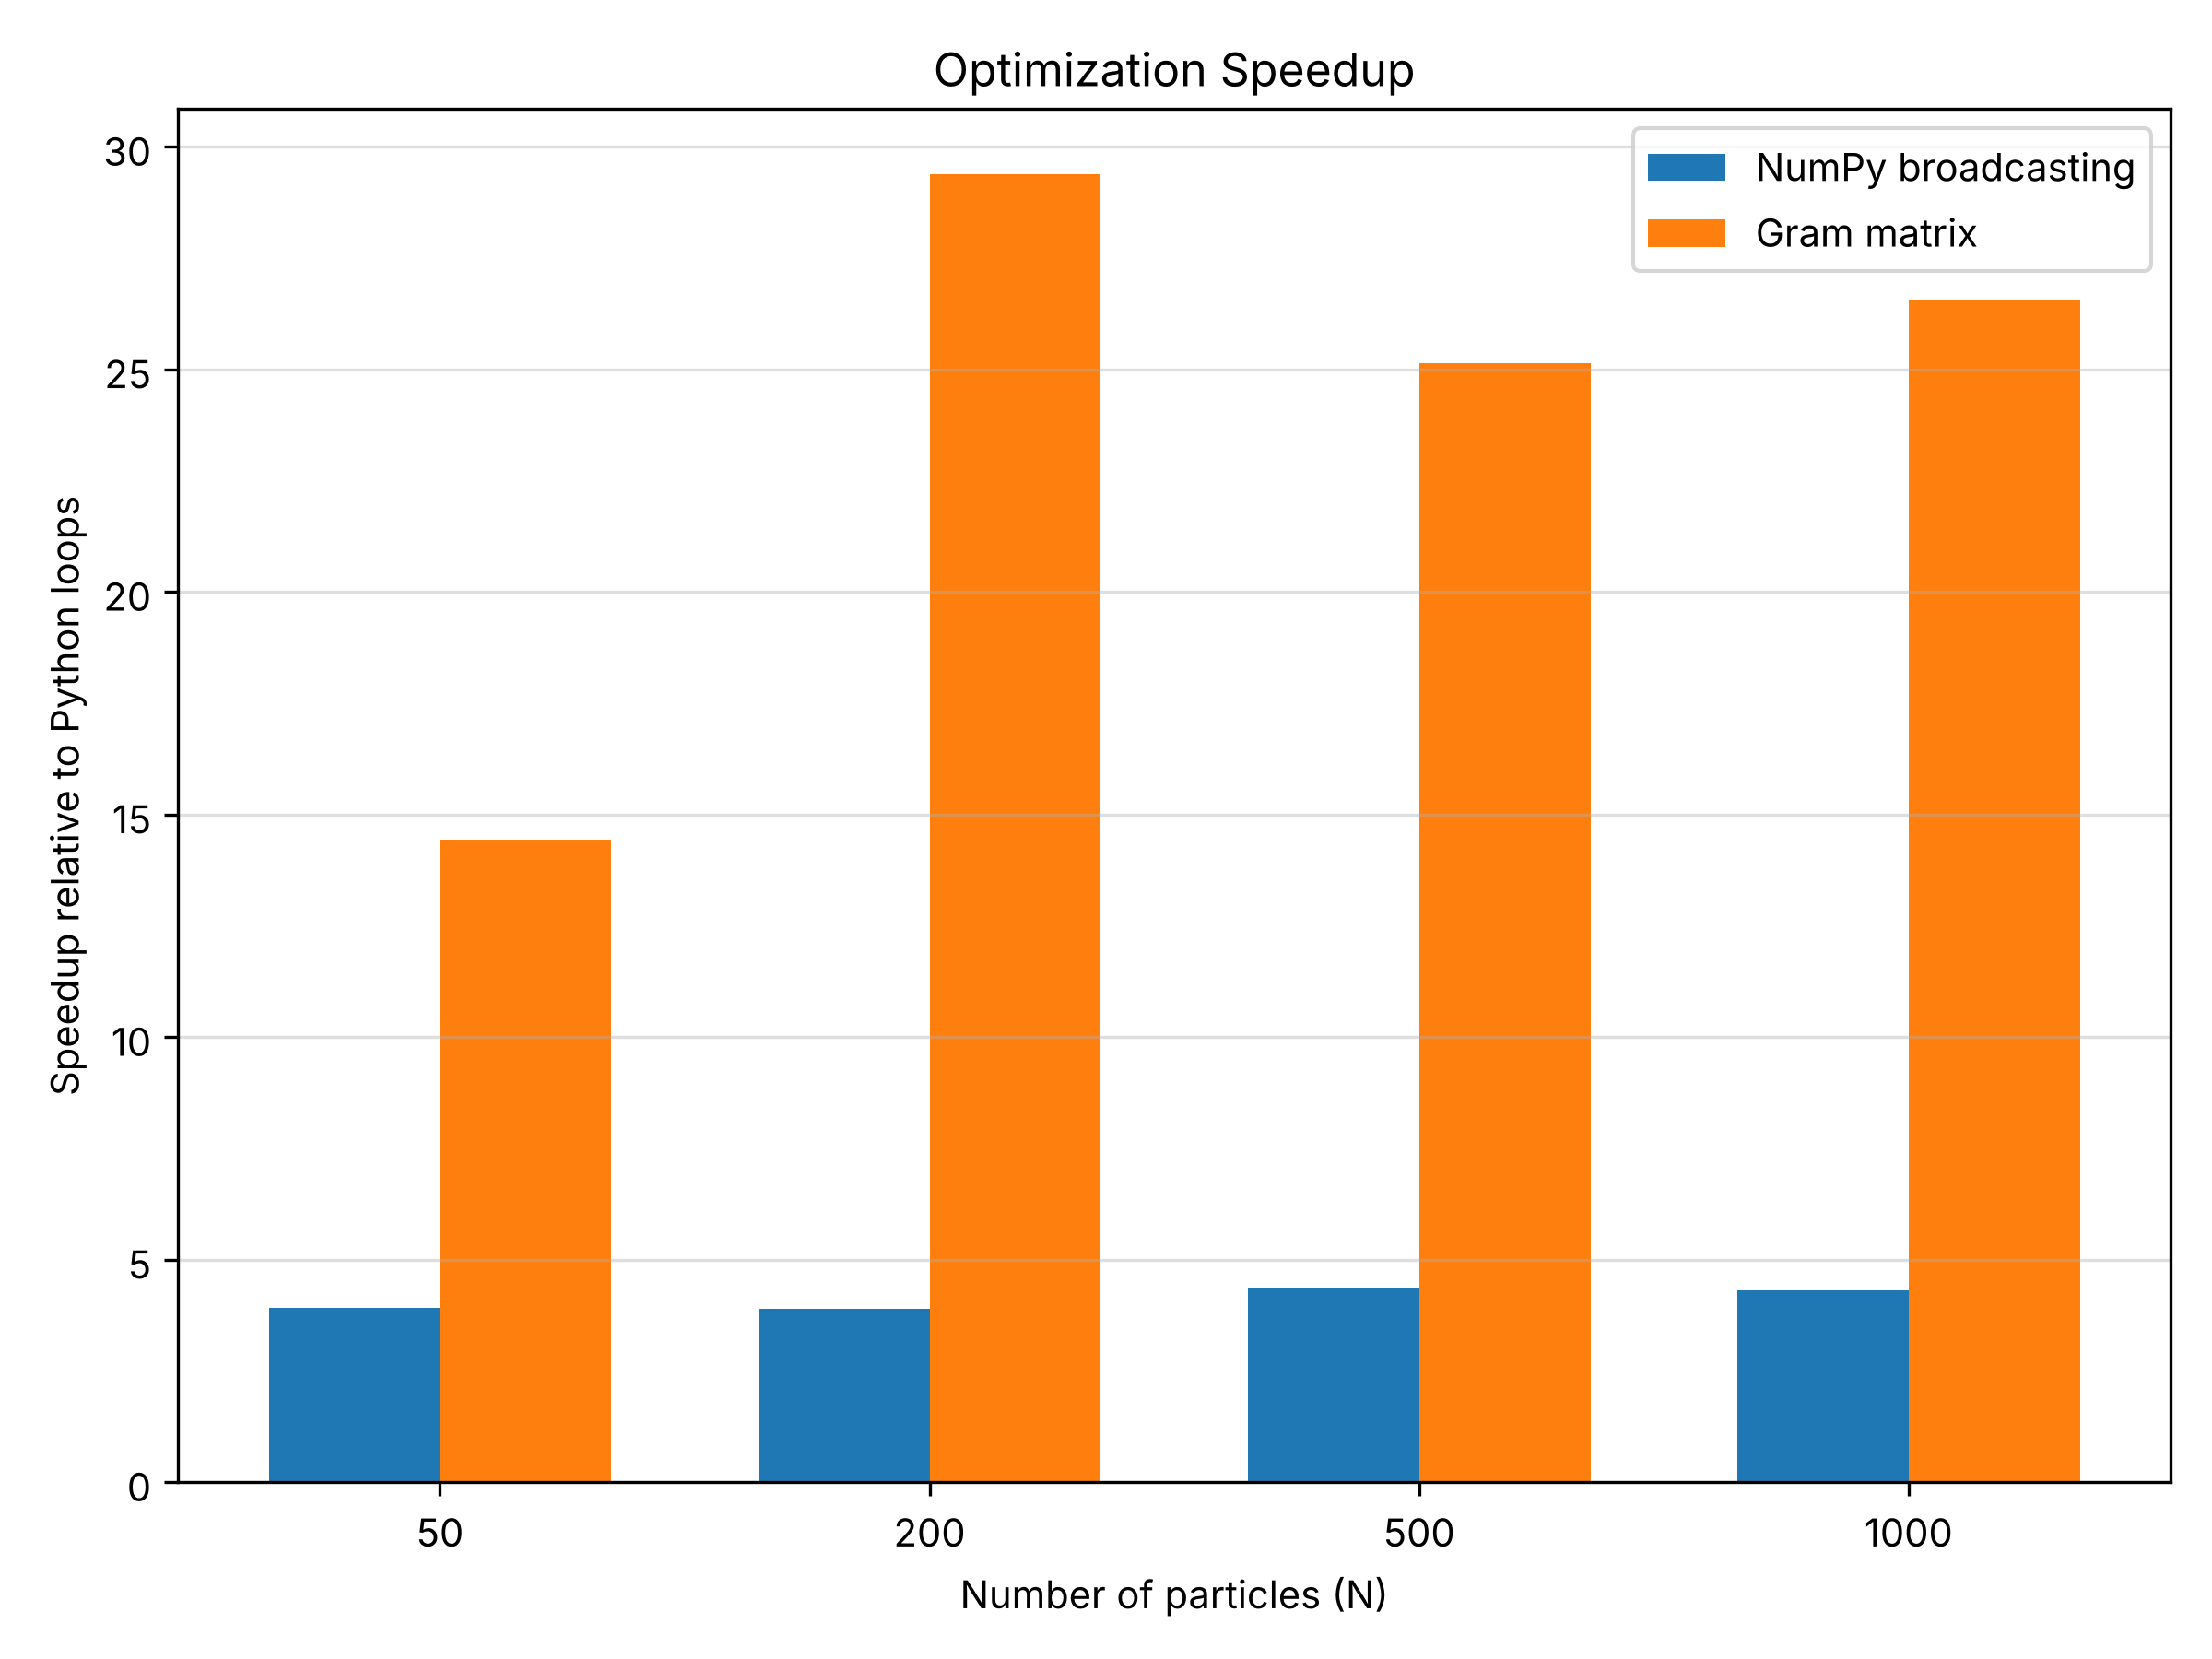 Optimization Speedup
NumPy broadcasting
Gram matrix
Speedup relative to Python loops
30
25
20
15
10
5
0
50
200
500
1000
Number of particles (N)